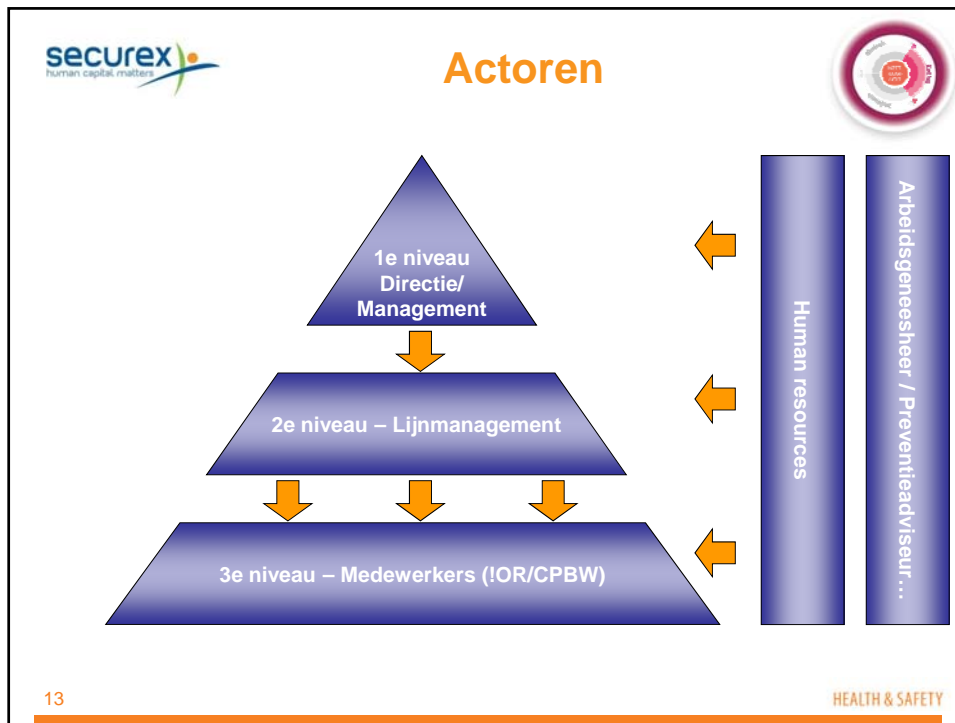 securex
human capital matters
Actoren
1e niveau
Directie/
Management
2e niveau – Lijnmanagement
3e niveau – Medewerkers (!OR/CPBW)
Human resources
Arbeidsgeneesheer / Preventieadviseur…
13
HEALTH & SAFETY